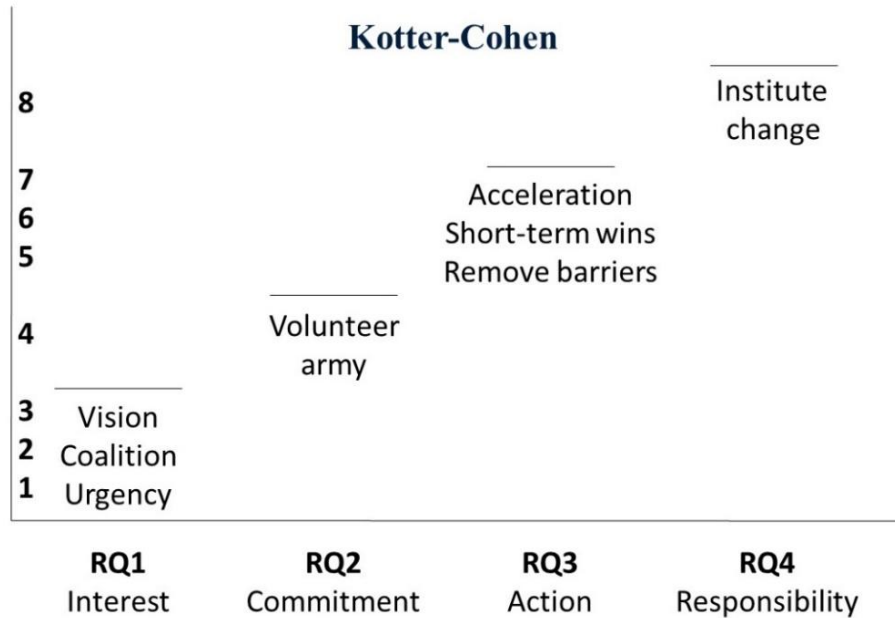 Kotter-Cohen
8
Institute
change
7
Acceleration
6
Short-term wins
5
Remove barriers
4
Volunteer
army
3
Vision
2
Coalition
1
Urgency
RQ1
RQ2
RQ3
RQ4
Interest
Commitment
Action
Responsibility